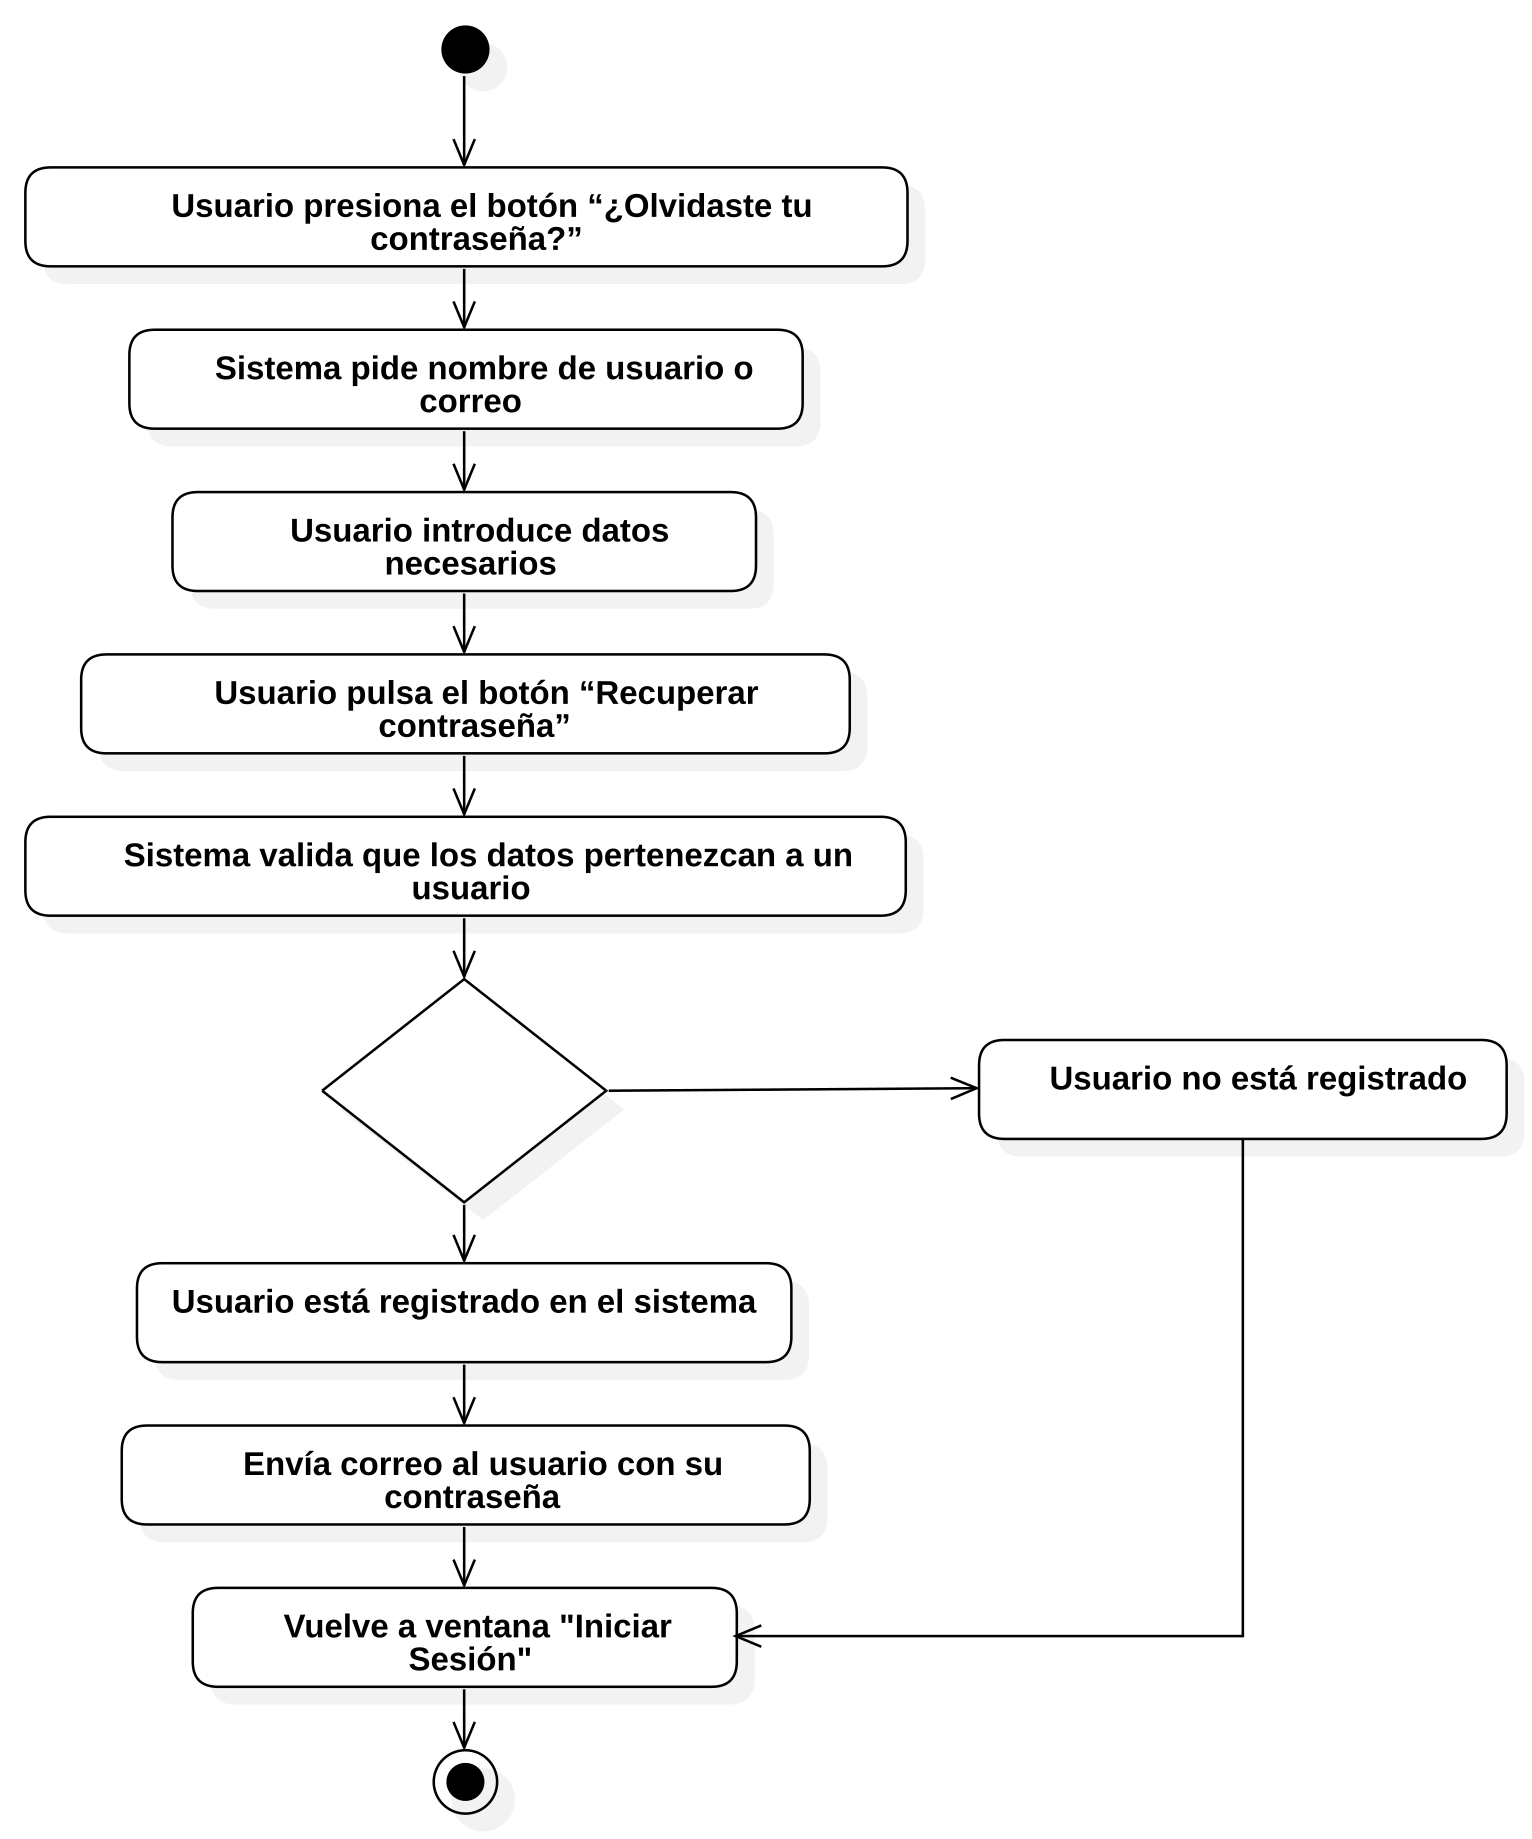 Usuario presiona el botón “¿Olvidaste tu
contraseña?”
Sistema pide nombre de usuario o
correo
Usuario introduce datos
necesarios
Usuario pulsa el botón “Recuperar
contraseña”
Sistema valida que los datos pertenezcan a un
usuario
Usuario no está registrado
Usuario está registrado en el sistema
Envía correo al usuario con su
contraseña
Vuelve a ventana "Iniciar
Sesión"